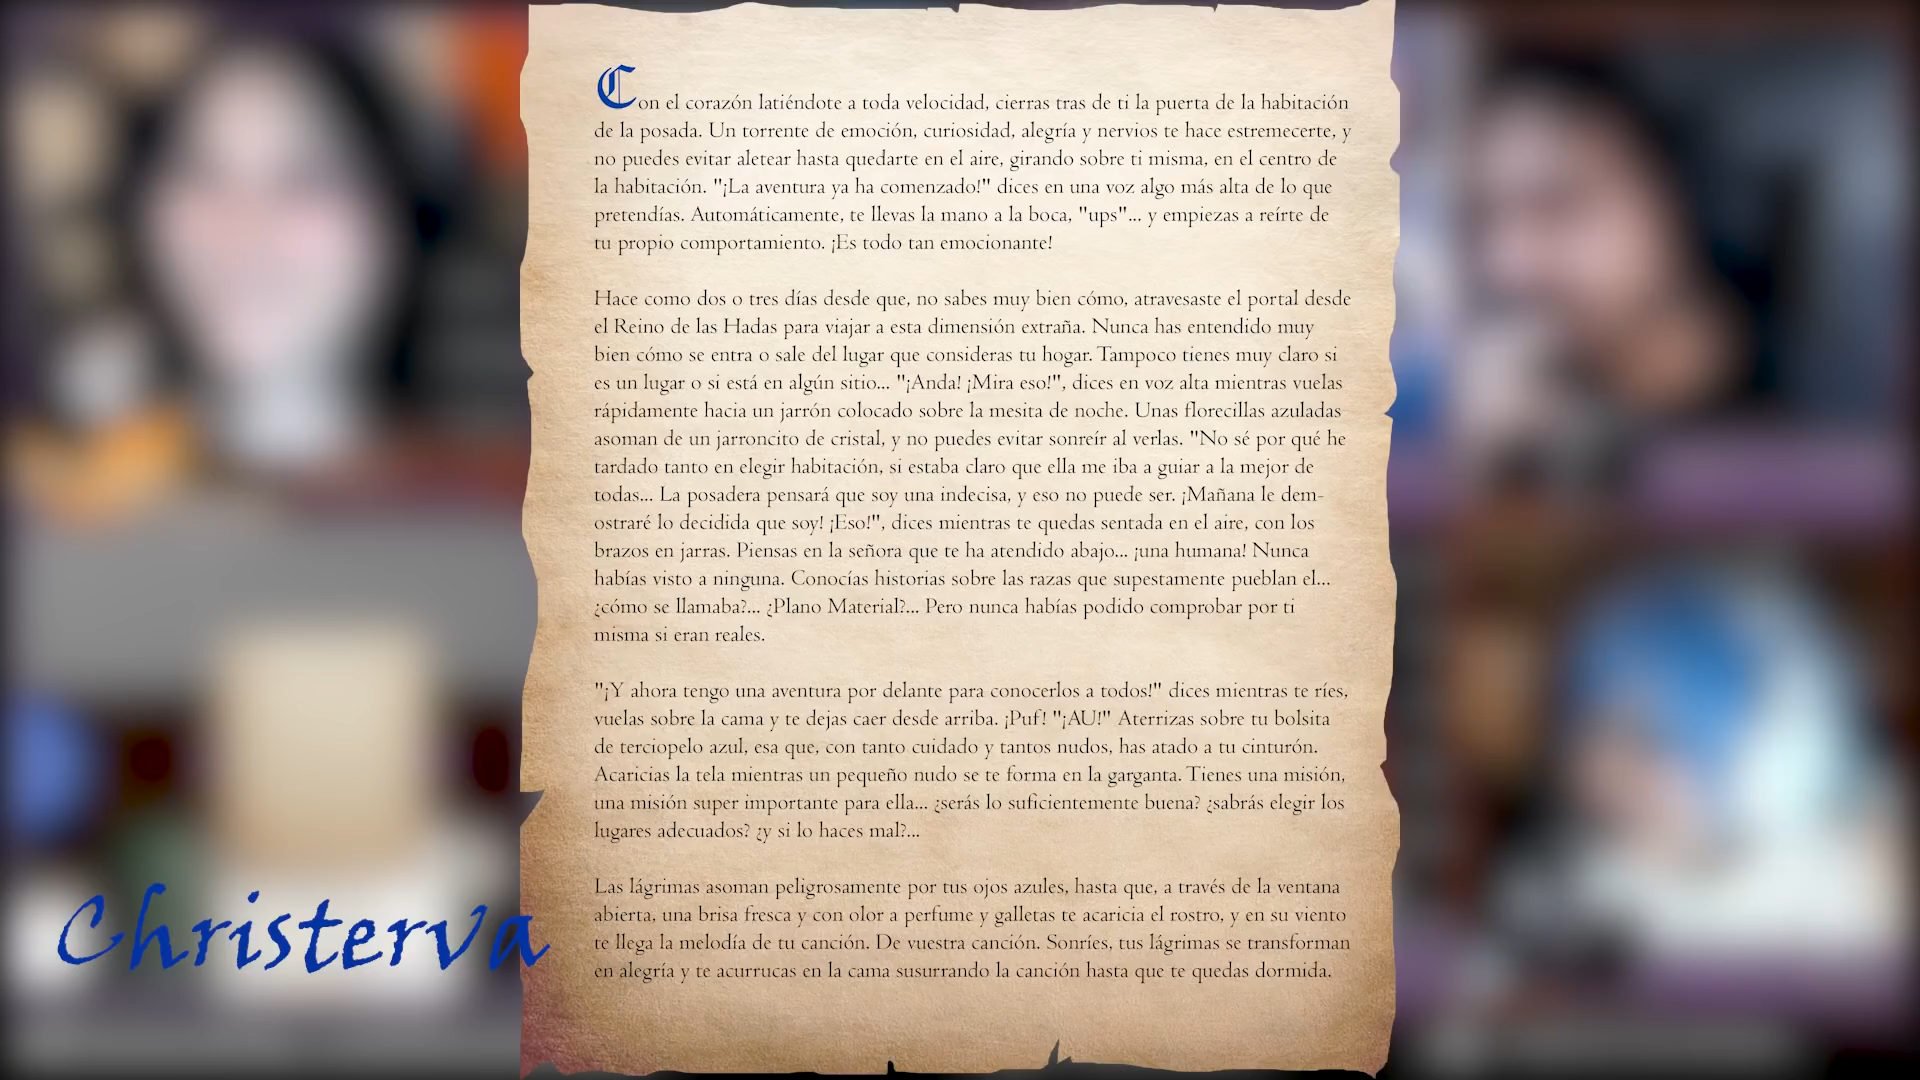 Con el corazón latiéndote a toda velocidad, cierras tras de ti la puerta de la habitación
de la posada. Un torrente de emoción, curiosidad, alegría y nervios te hace estremecerte, y
no puedes evitar aletear hasta quedarte en el aire, girando sobre ti misma, en el centro de
la habitación. "¡La aventura ya ha comenzado!" dices en una voz algo más alta de lo que
pretendías. Automáticamente, te llevas la mano a la boca, "ups"... y empiezas a reírte de
tu propio comportamiento. ¡Es todo tan emocionante!
Hace como dos o tres días desde que, no sabes muy bien cómo, atravesaste el portal desde
el Reino de las Hadas para viajar a esta dimensión extraña. Nunca has entendido muy
bien cómo se entra o sale del lugar que consideras tu hogar. Tampoco tienes muy claro si
es un lugar o si está en algún sitio... "¡Anda! ¡Mira eso!", dices en voz alta mientras vuelas
rápidamente hacia un jarrón colocado sobre la mesita de noche. Unas florecillas azuladas
asoman de un jarroncito de cristal, y no puedes evitar sonreír al verlas. "No sé por qué he
tardado tanto en elegir habitación, si estaba claro que ella me iba a guiar a la mejor de
todas... La posadera pensará que soy una indecisa, y eso no puede ser. ¡Mañana le dem-
ostraré lo decidida que soy! ¡Eso!", dices mientras te quedas sentada en el aire, con los
brazos en jarras. Piensas en la señora que te ha atendido abajo... ¡una humana! Nunca
habías visto a ninguna. Conocías historias sobre las razas que supestamente pueblan el...
¿cómo se llamaba?... ¿Plano Material?... Pero nunca habías podido comprobar por ti
misma si eran reales.
"¡Y ahora tengo una aventura por delante para conocerlos a todos!" dices mientras te ríes,
vuelas sobre la cama y te dejas caer desde arriba. ¡Puf! "¡AU!" Aterrizas sobre tu bolsita
de terciopelo azul, esa que, con tanto cuidado y tantos nudos, has atado a tu cinturón.
Acaricias la tela mientras un pequeño nudo se te forma en la garganta. Tienes una misión,
una misión super importante para ella... ¿serás lo suficientemente buena? ¿sabrás elegir los
lugares adecuados? ¿y si lo haces mal?...
Las lágrimas asoman peligrosamente por tus ojos azules, hasta que, a través de la ventana
abierta, una brisa fresca y con olor a perfume y galletas te acaricia el rostro, y en su viento
te llega la melodía de tu canción. De vuestra canción. Sonríes, tus lágrimas se transforman
en alegría y te acurrucas en la cama susurrando la canción hasta que te quedas dormida.
Christerva